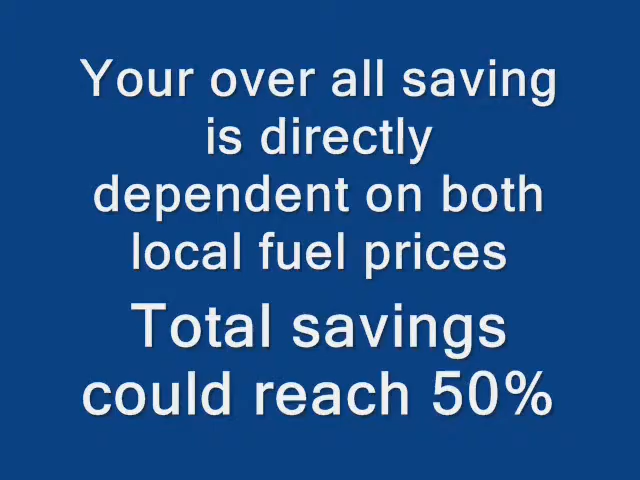 Your over all saving
is directly
dependent on both
local fuel prices
Total savings
could reach 50%